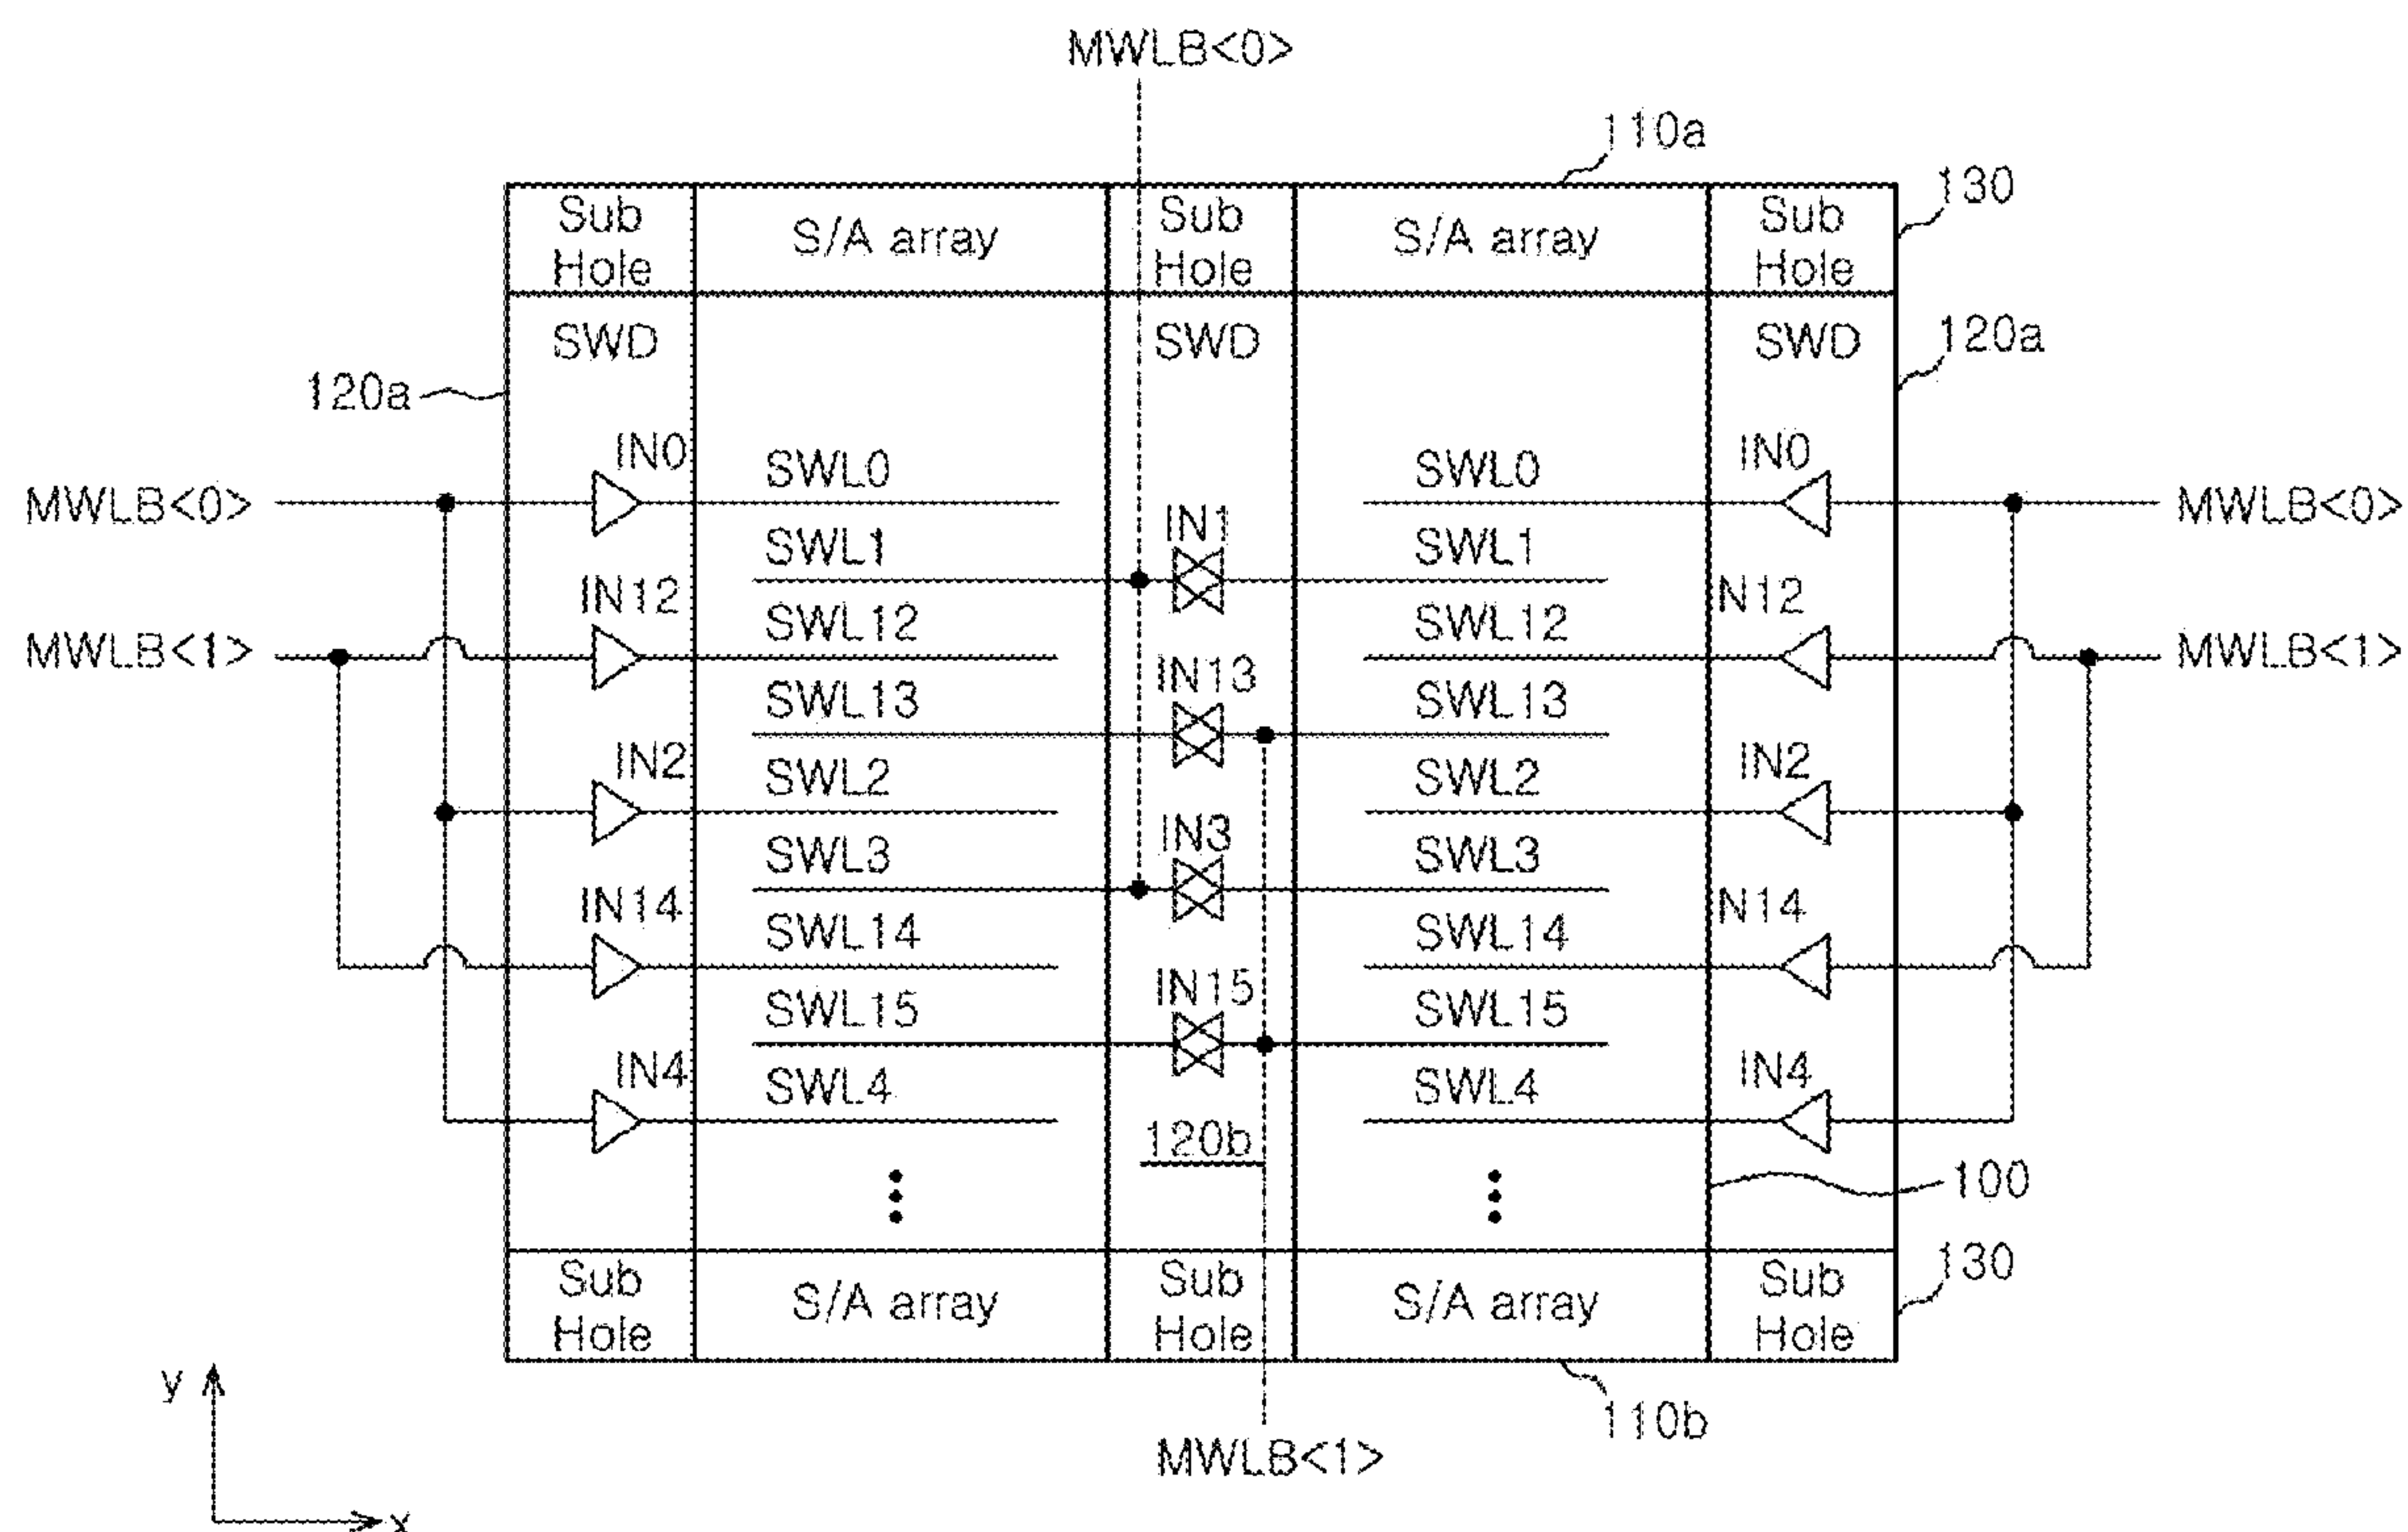 MWLB<0>
110a
130
Sub Hole
S/A array
Sub Hole
S/A array
Sub Hole
SWD
SWD
SWD
120a
120a
IN0
SWL0
SWL0
IN0
MWLB<0>
MWLB<0>
IN1
SWL1
SWL1
IN12
N12
SWL12
SWL12
MWLB<1>
MWLB<1>
IN13
SWL13
SWL13
IN2
IN2
SWL2
SWL2
IN3
SWL3
SWL3
IN14
N14
SWL14
SWL14
IN15
SWL15
SWL15
IN4
IN4
SWL4
SWL4
120b
100
Sub Hole
S/A array
Sub Hole
S/A array
Sub Hole
130
110b
MWLB<1>
y
x